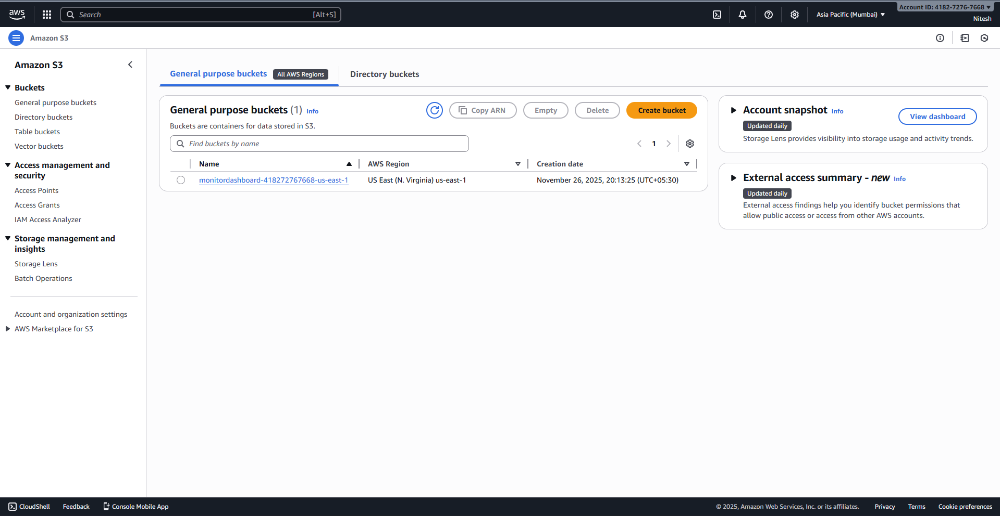 aws
Search [Alt+S]
Asia Pacific (Mumbai)
Account ID: 4182-7276-7668
Nitesh
Amazon S3
Amazon S3
Buckets
General purpose buckets
Directory buckets
Table buckets
Vector buckets
Access management and
security
Access Points
Access Grants
IAM Access Analyzer
Storage management and
insights
Storage Lens
Batch Operations
Account and organization settings
AWS Marketplace for S3
General purpose buckets All AWS Regions
Directory buckets
General purpose buckets (1) Info
Copy ARN
Empty
Delete
Create bucket
Buckets are containers for data stored in S3.
Find buckets by name
1
Name AWS Region Creation date
monitordashboard-418272767668-us-east-1 US East (N. Virginia) us-east-1 November 26, 2025, 20:13:25 (UTC+05:30)
Account snapshot Info
View dashboard
Updated daily
Storage Lens provides visibility into storage usage and activity trends.
External access summary - new Info
Updated daily
External access findings help you identify bucket permissions that
allow public access or access from other AWS accounts.
CloudShell Feedback Console Mobile App
© 2025, Amazon Web Services, Inc. or its affiliates. Privacy Terms Cookie preferences